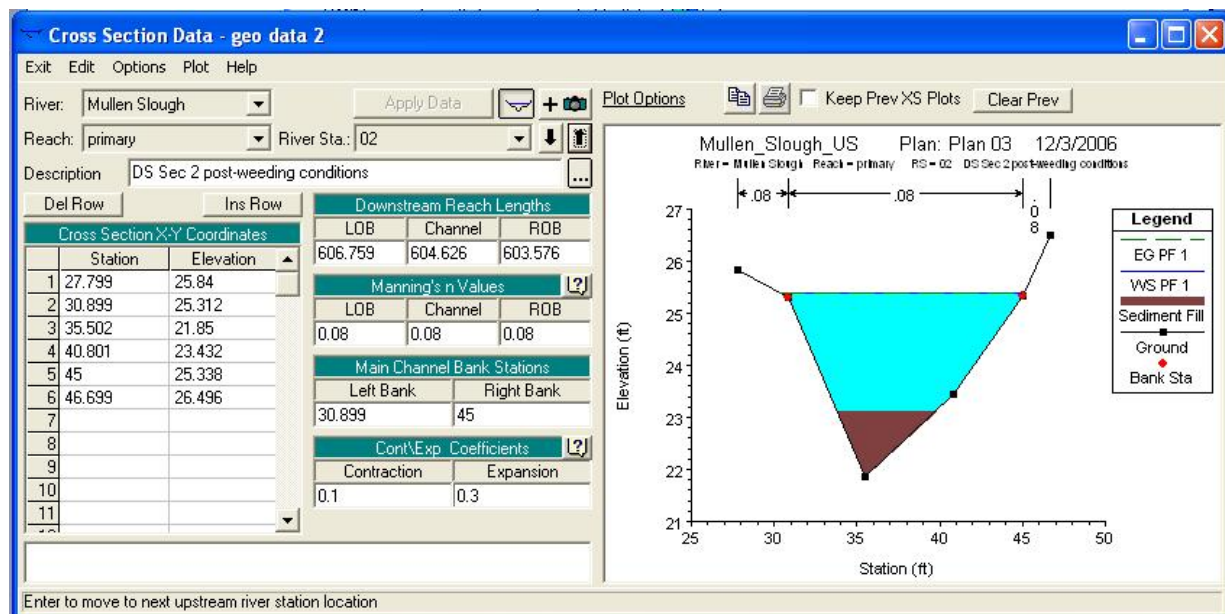 Cross Section Data - geo data 2
Exit Edit Options Plot Help
River: Mullen Slough Apply Data + Plot Options Keep Prev XS Plots Clear Prev
Reach: primary River Sta.: 02
Description DS Sec 2 post-weeding conditions ...
Del Row Ins Row
Cross Section X-Y Coordinates
Station Elevation
1 27.799 25.84
2 30.899 25.312
3 35.502 21.85
4 40.801 23.432
5 45 25.338
6 46.699 26.496
7
8
9
10
11
Downstream Reach Lengths
LOB Channel ROB
606.759 604.626 603.576
Manning's n Values
LOB Channel ROB
0.08 0.08 0.08
Main Channel Bank Stations
Left Bank Right Bank
30.899 45
Cont\Exp Coefficients
Contraction Expansion
0.1 0.3
Mullen_Slough_US Plan: Plan 03 12/3/2006
River = Mullen Slough Reach = primary RS = 02 DS Sec 2 post-weeding conditions
.08 .08 .08
27
26
25
24
23
22
21
Elevation (ft)
25 30 35 40 45 50
Station (ft)
Legend
EG PF 1
WS PF 1
Sediment Fill
Ground
Bank Sta
Enter to move to next upstream river station location